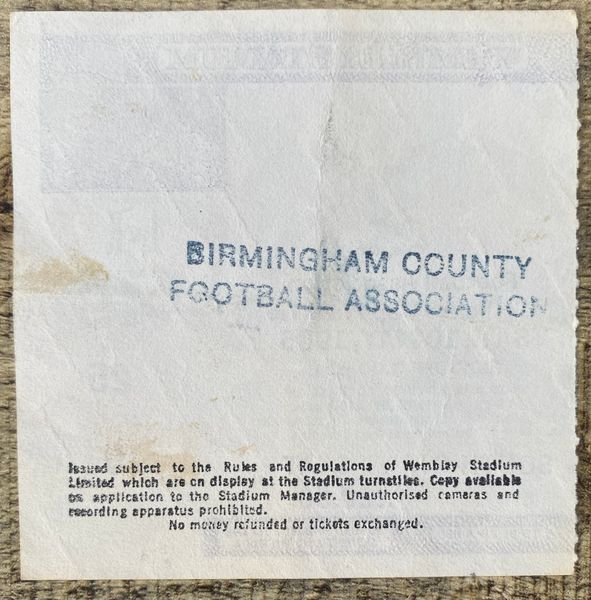 BIRMINGHAM COUNTY
FOOTBALL ASSOCIATION
Issued subject to the Rules and Regulations of Wembley Stadium
Limited which are on display at the Stadium turnstiles. Copy available
on application to the Stadium Manager. Unauthorised cameras and
recording apparatus prohibited.
No money refunded or tickets exchanged.